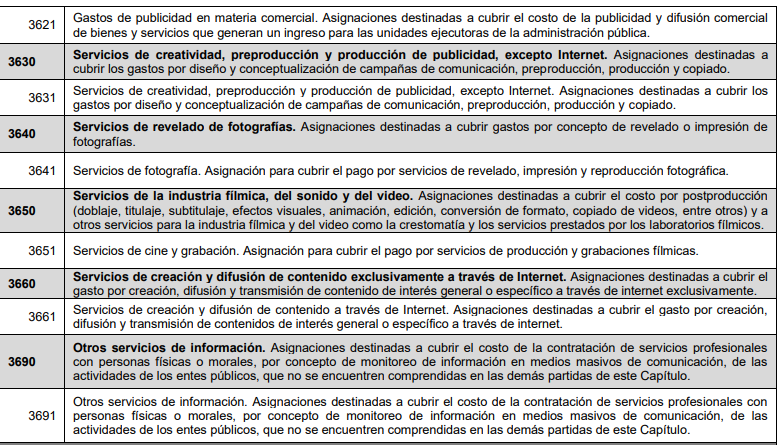 3621
Gastos de publicidad en materia comercial. Asignaciones destinadas a cubrir el costo de la publicidad y difusión comercial
de bienes y servicios que generan un ingreso para las unidades ejecutoras de la administración pública.
3630
Servicios de creatividad, preproducción y producción de publicidad, excepto Internet. Asignaciones destinadas a
cubrir los gastos por diseño y conceptualización de campañas de comunicación, preproducción, producción y copiado.
3631
Servicios de creatividad, preproducción y producción de publicidad, excepto Internet. Asignaciones destinadas a cubrir los
gastos por diseño y conceptualización de campañas de comunicación, preproducción, producción y copiado.
3640
Servicios de revelado de fotografías. Asignaciones destinadas a cubrir gastos por concepto de revelado o impresión de
fotografías.
3641
Servicios de fotografía. Asignación para cubrir el pago por servicios de revelado, impresión y reproducción fotográfica.
3650
Servicios de la industria fílmica, del sonido y del video. Asignaciones destinadas a cubrir el costo por postproducción
(doblaje, titulaje, subtitulaje, efectos visuales, animación, edición, conversión de formato, copiado de videos, entre otros) y a
otros servicios para la industria fílmica y del video como la crestomatía y los servicios prestados por los laboratorios fílmicos.
3651
Servicios de cine y grabación. Asignación para cubrir el pago por servicios de producción y grabaciones fílmicas.
3660
Servicios de creación y difusión de contenido exclusivamente a través de Internet. Asignaciones destinadas a cubrir el
gasto por creación, difusión y transmisión de contenido de interés general o específico a través de internet exclusivamente.
3661
Servicios de creación y difusión de contenido a través de Internet. Asignaciones destinadas a cubrir el gasto por creación,
difusión y transmisión de contenidos de interés general o específico a través de internet.
3690
Otros servicios de información. Asignaciones destinadas a cubrir el costo de la contratación de servicios profesionales
con personas físicas o morales, por concepto de monitoreo de información en medios masivos de comunicación, de las
actividades de los entes públicos, que no se encuentren comprendidas en las demás partidas de este Capítulo.
3691
Otros servicios de información. Asignaciones destinadas a cubrir el costo de la contratación de servicios profesionales con
personas físicas o morales, por concepto de monitoreo de información en medios masivos de comunicación, de las
actividades de los entes públicos, que no se encuentren comprendidas en las demás partidas de este Capítulo.